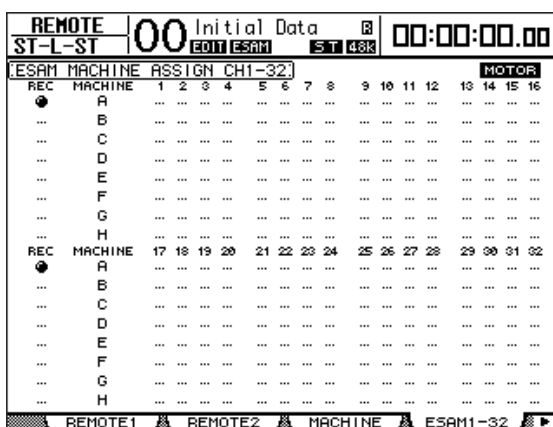 REMOTE 00 Initial Data R 00:00:00.00
ST-L-ST EDIT ESAM ST 48K
ESAM MACHINE ASSIGN CH1-32 MOTOR
REC MACHINE 1 2 3 4 5 6 7 8 9 10 11 12 13 14 15 16
A
B
C
D
E
F
G
H
REC MACHINE 17 18 19 20 21 22 23 24 25 26 27 28 29 30 31 32
A
B
C
D
E
F
G
H
REMOTE1 REMOTE2 MACHINE ESAM1-32